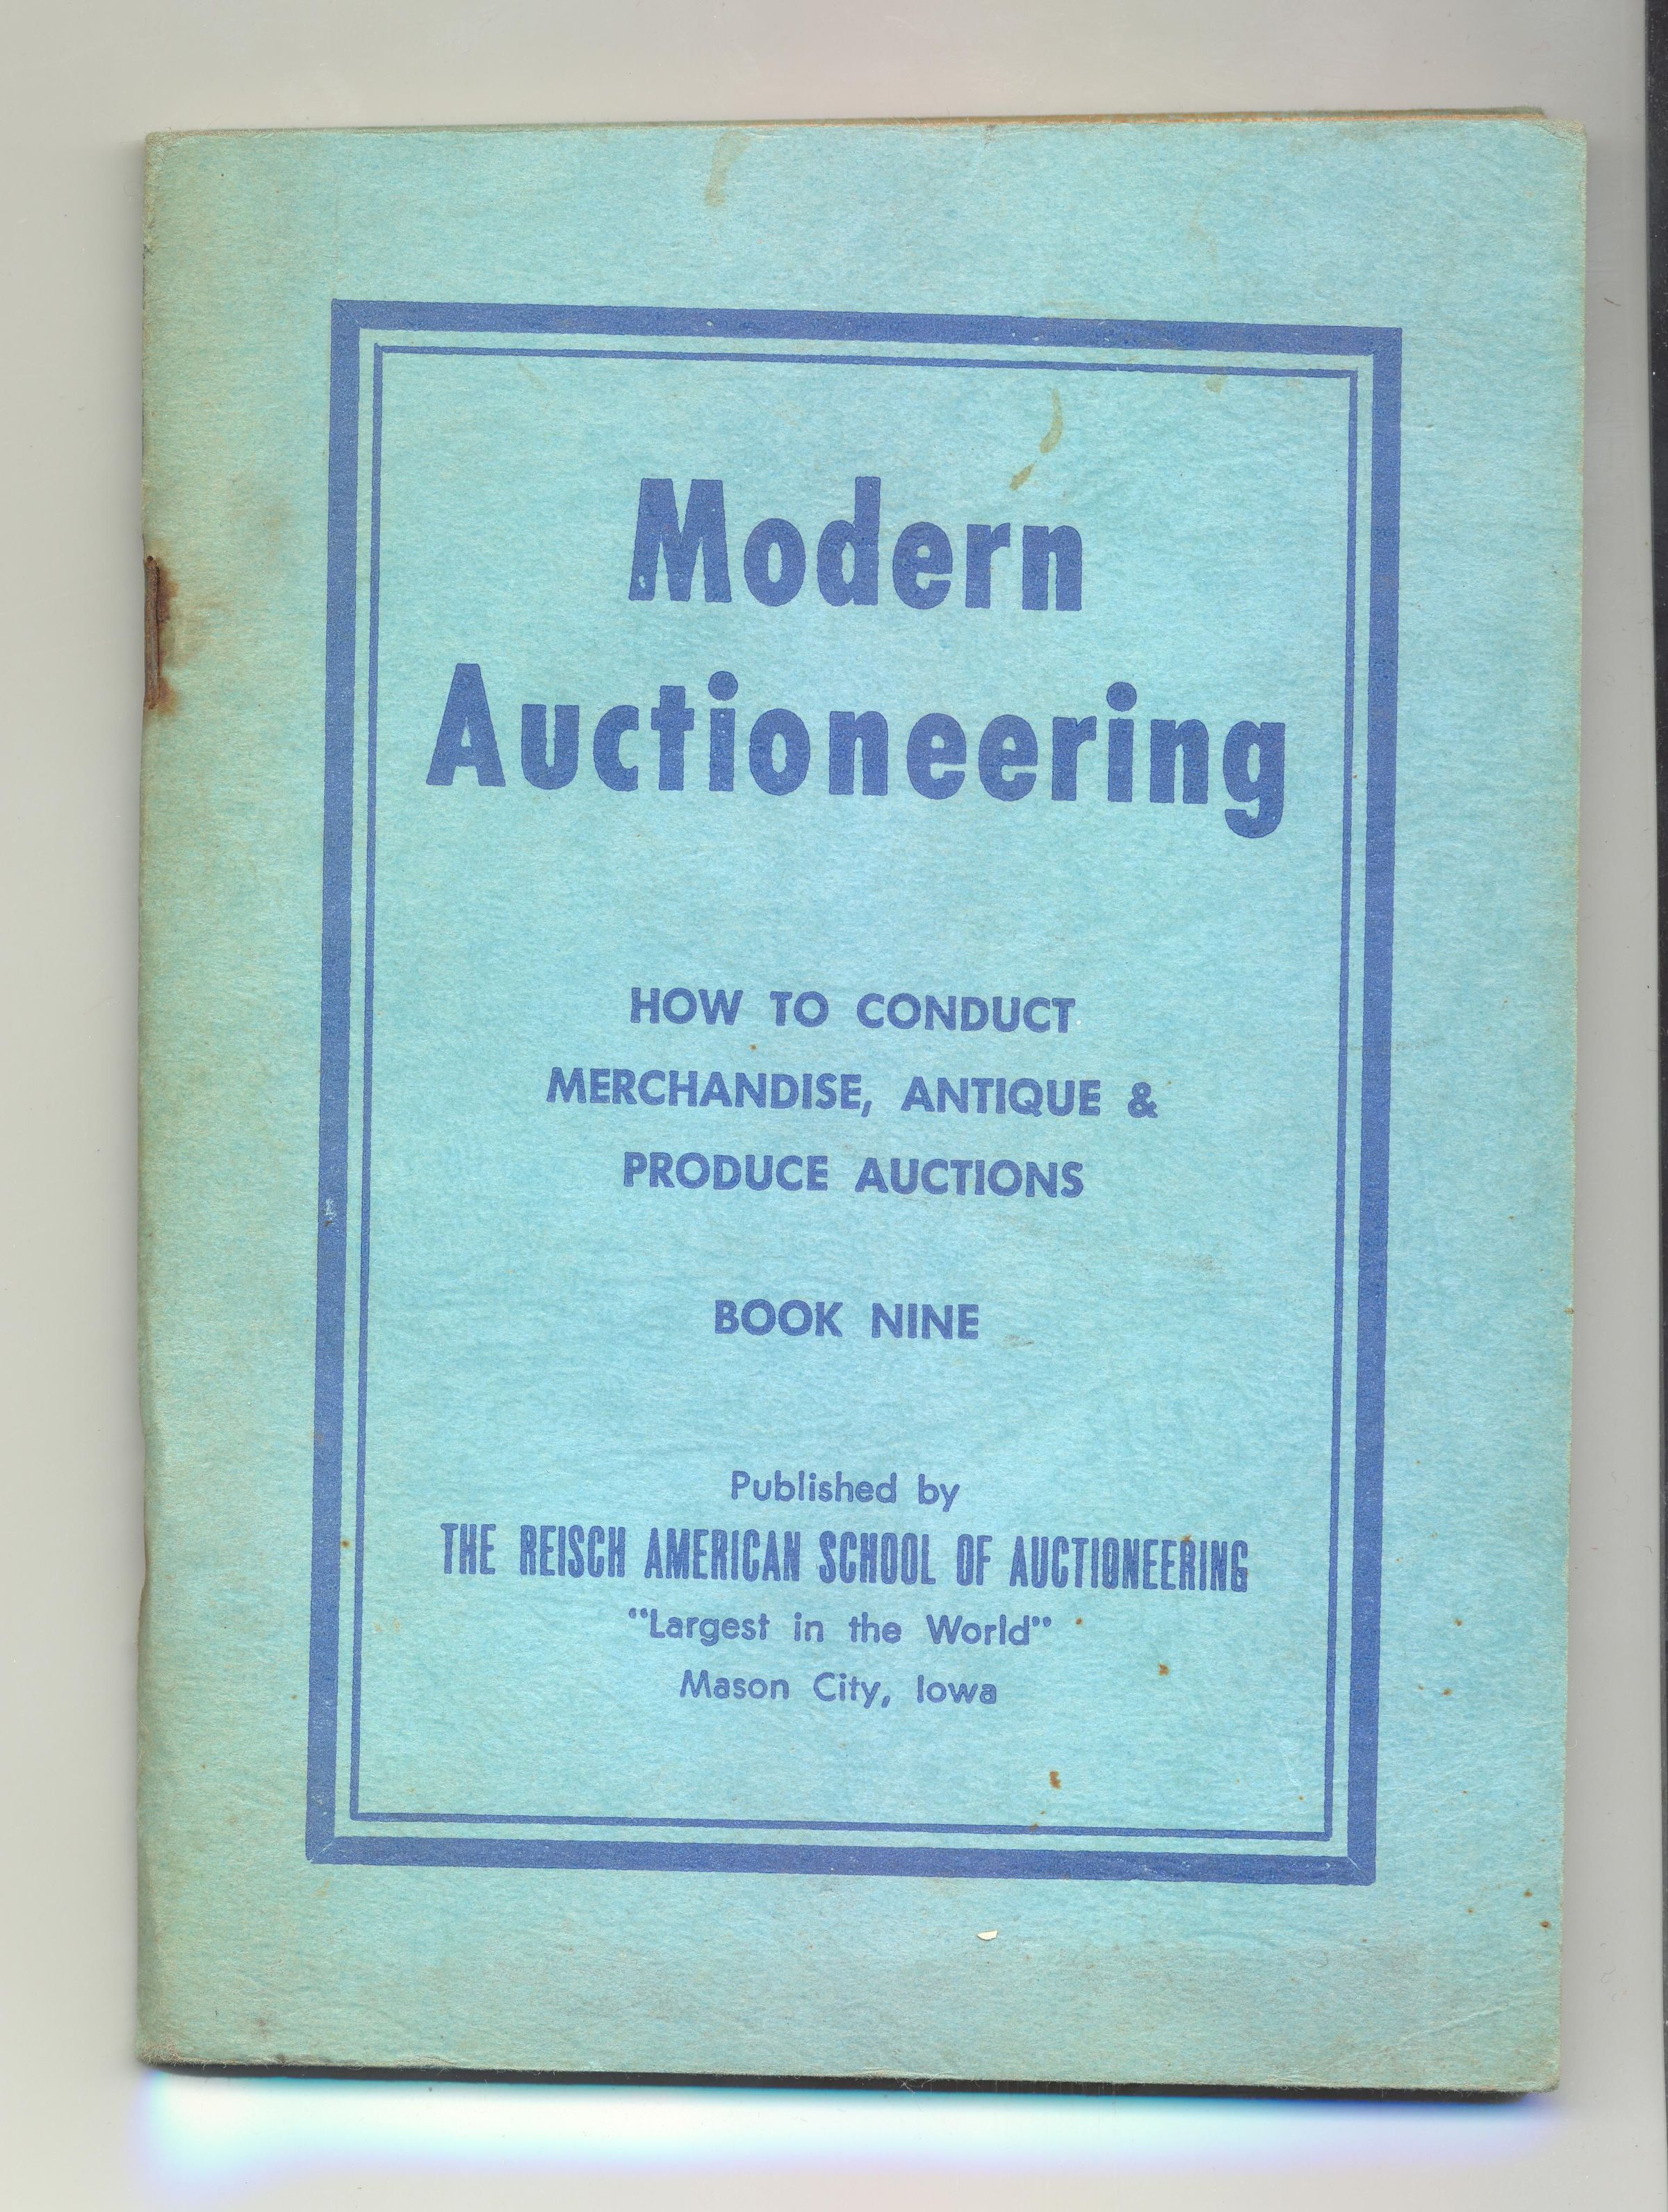 Modern
Auctioneering
HOW TO CONDUCT
MERCHANDISE, ANTIQUE &
PRODUCE AUCTIONS
BOOK NINE
Published by
THE REISCH AMERICAN SCHOOL OF AUCTIONEERING
"Largest in the World"
Mason City, Iowa